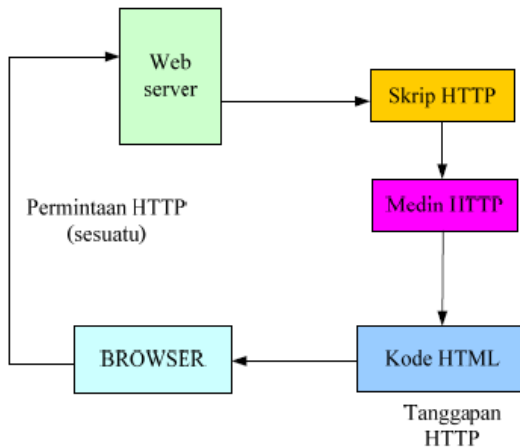 Web
server
Skrip HTTP
Medin HTTP
Permintaan HTTP
(sesuatu)
BROWSER
Kode HTML
Tanggapan
HTTP